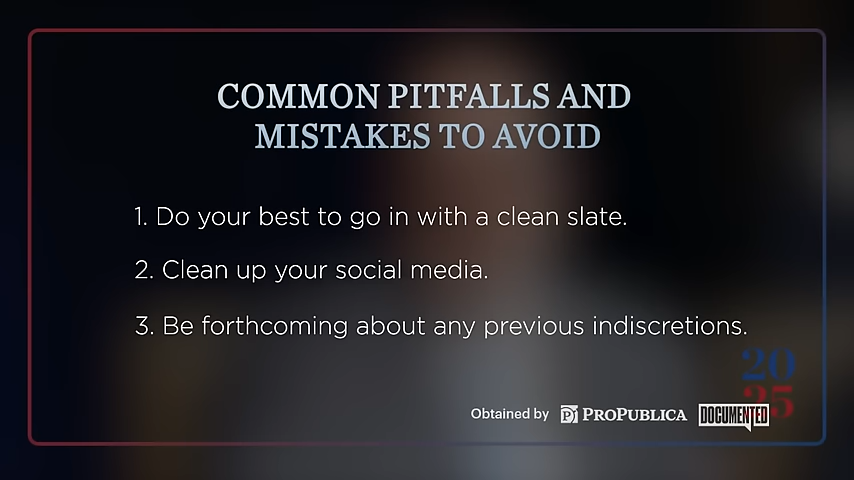 COMMON PITFALLS AND
MISTAKES TO AVOID
1. Do your best to go in with a clean slate.
2. Clean up your social media.
3. Be forthcoming about any previous indiscretions.
20
25
Obtained by PROPUBLICA DOCUMENTED